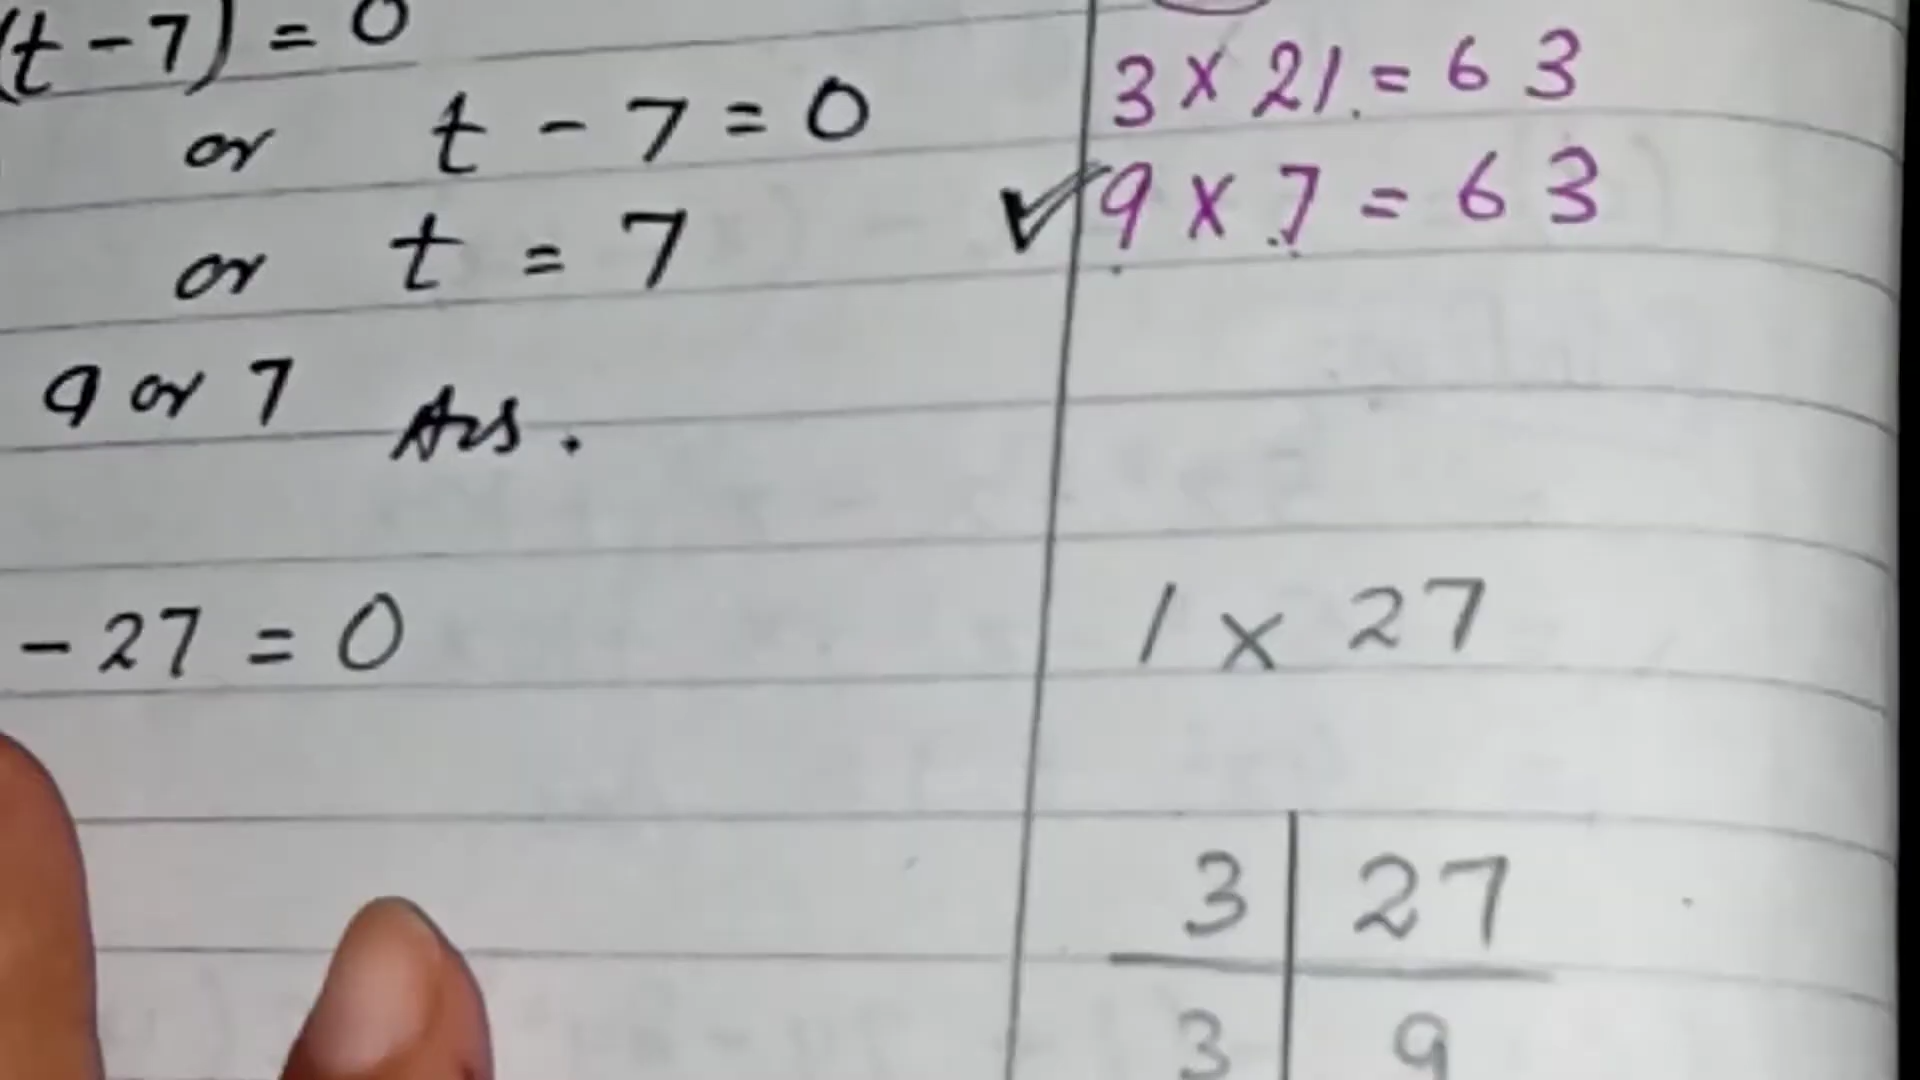 (t - 7) = 0
or t - 7 = 0
or t = 7
9 or 7 Ans.
- 27 = 0
3 x 21 = 63
9 x 7 = 63
1 x 27
3 | 27
3 | 9